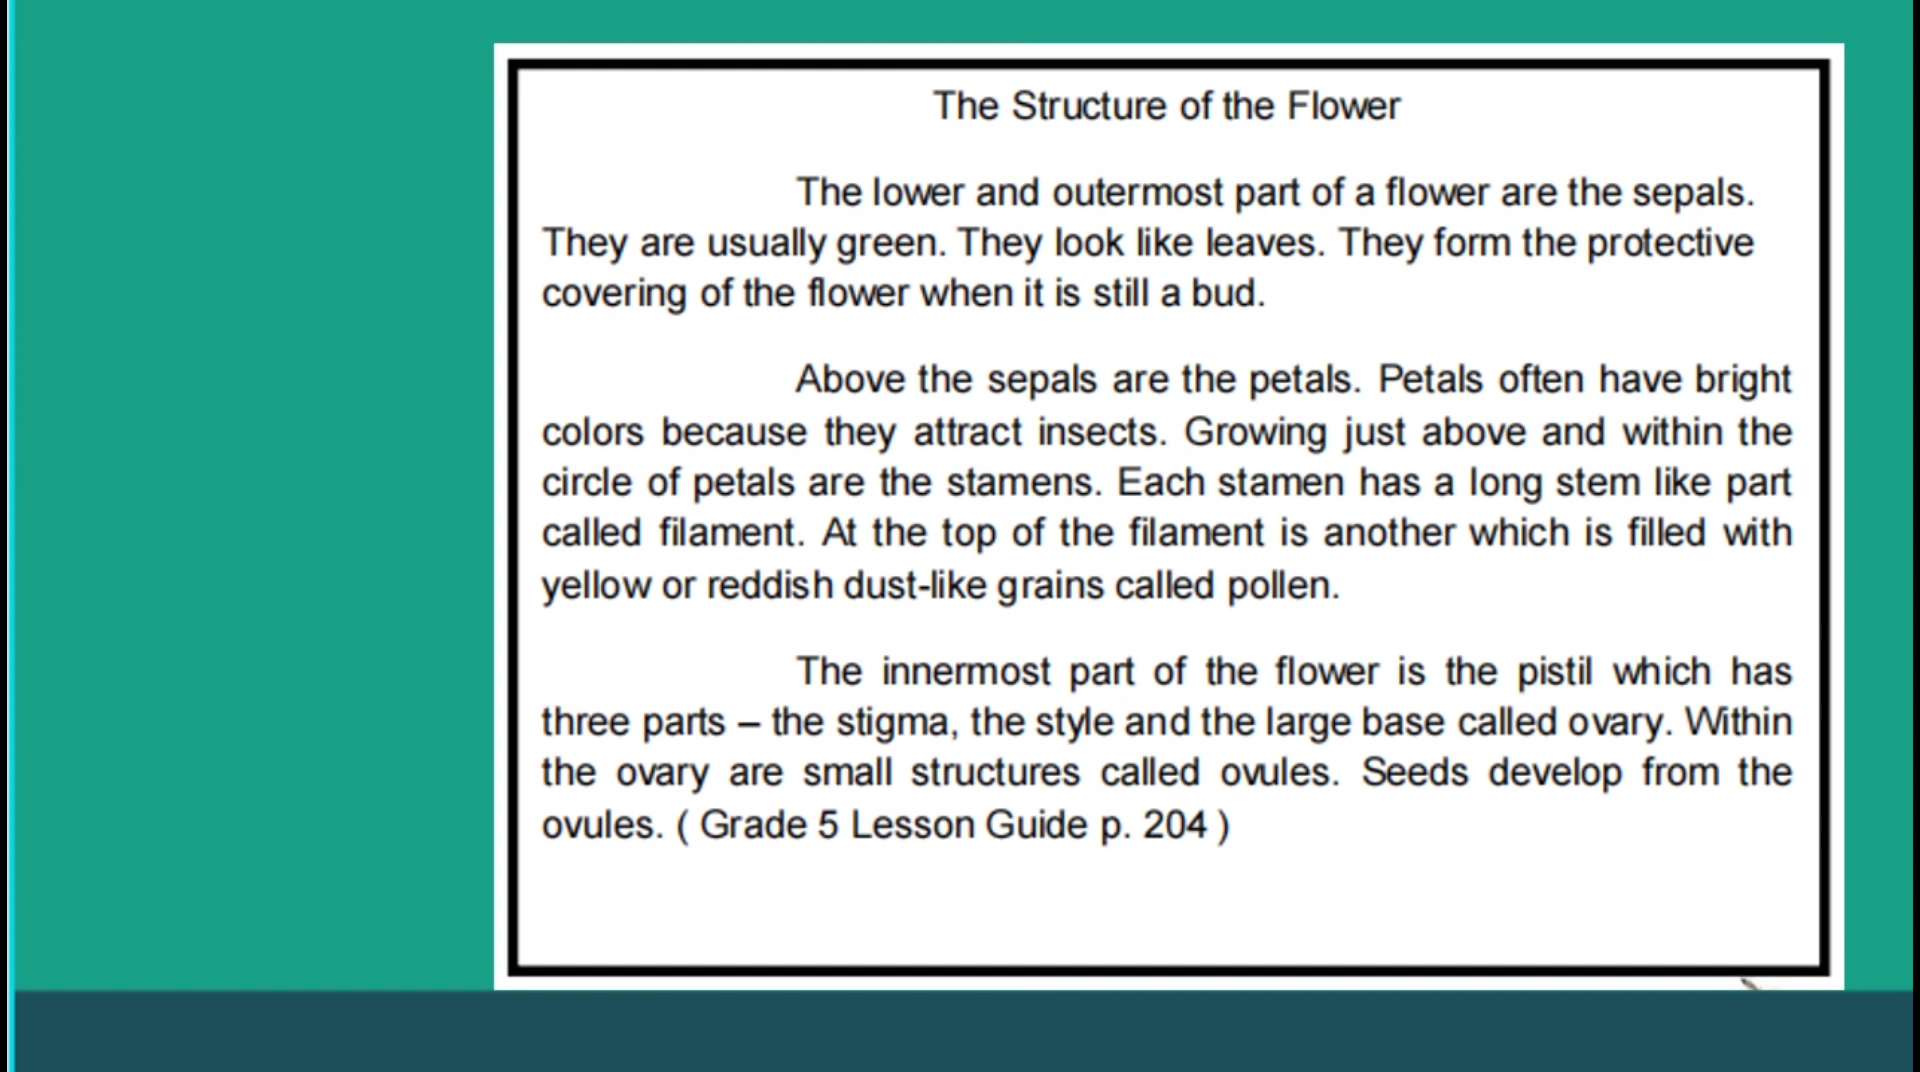 The Structure of the Flower
The lower and outermost part of a flower are the sepals.
They are usually green. They look like leaves. They form the protective
covering of the flower when it is still a bud.
Above the sepals are the petals. Petals often have bright
colors because they attract insects. Growing just above and within the
circle of petals are the stamens. Each stamen has a long stem like part
called filament. At the top of the filament is another which is filled with
yellow or reddish dust-like grains called pollen.
The innermost part of the flower is the pistil which has
three parts – the stigma, the style and the large base called ovary. Within
the ovary are small structures called ovules. Seeds develop from the
ovules. ( Grade 5 Lesson Guide p. 204 )